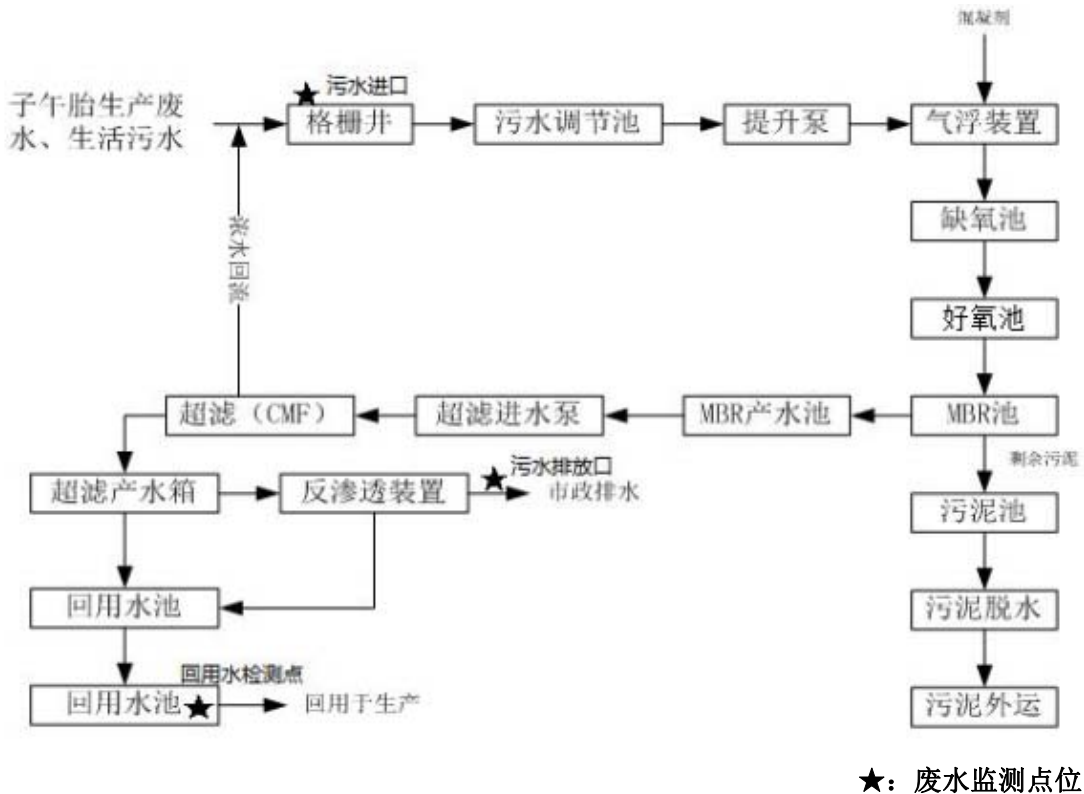 混凝剂
子午胎生产废
水、生活污水
污水进口
格栅井
污水调节池
提升泵
气浮装置
缺氧池
好氧池
浓水回流
超滤（CMF）
超滤进水泵
MBR产水池
MBR池
剩余污泥
超滤产水箱
反渗透装置
污水排放口
市政排水
污泥池
回用水池
污泥脱水
回用水检测点
回用水池
回用于生产
污泥外运
★：废水监测点位